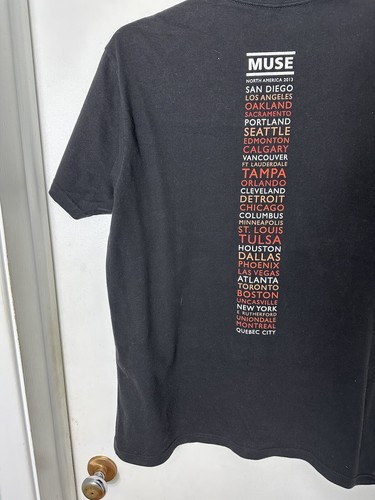 MUSE
NORTH AMERICA 2013
SAN DIEGO
LOS ANGELES
OAKLAND
SACRAMENTO
PORTLAND
SEATTLE
EDMONTON
CALGARY
VANCOUVER
FT LAUDERDALE
TAMPA
ORLANDO
CLEVELAND
DETROIT
CHICAGO
COLUMBUS
MINNEAPOLIS
ST. LOUIS
TULSA
HOUSTON
DALLAS
PHOENIX
LAS VEGAS
ATLANTA
TORONTO
BOSTON
UNCASVILLE
NEW YORK
E. RUTHERFORD
UNIONDALE
MONTREAL
QUEBEC CITY